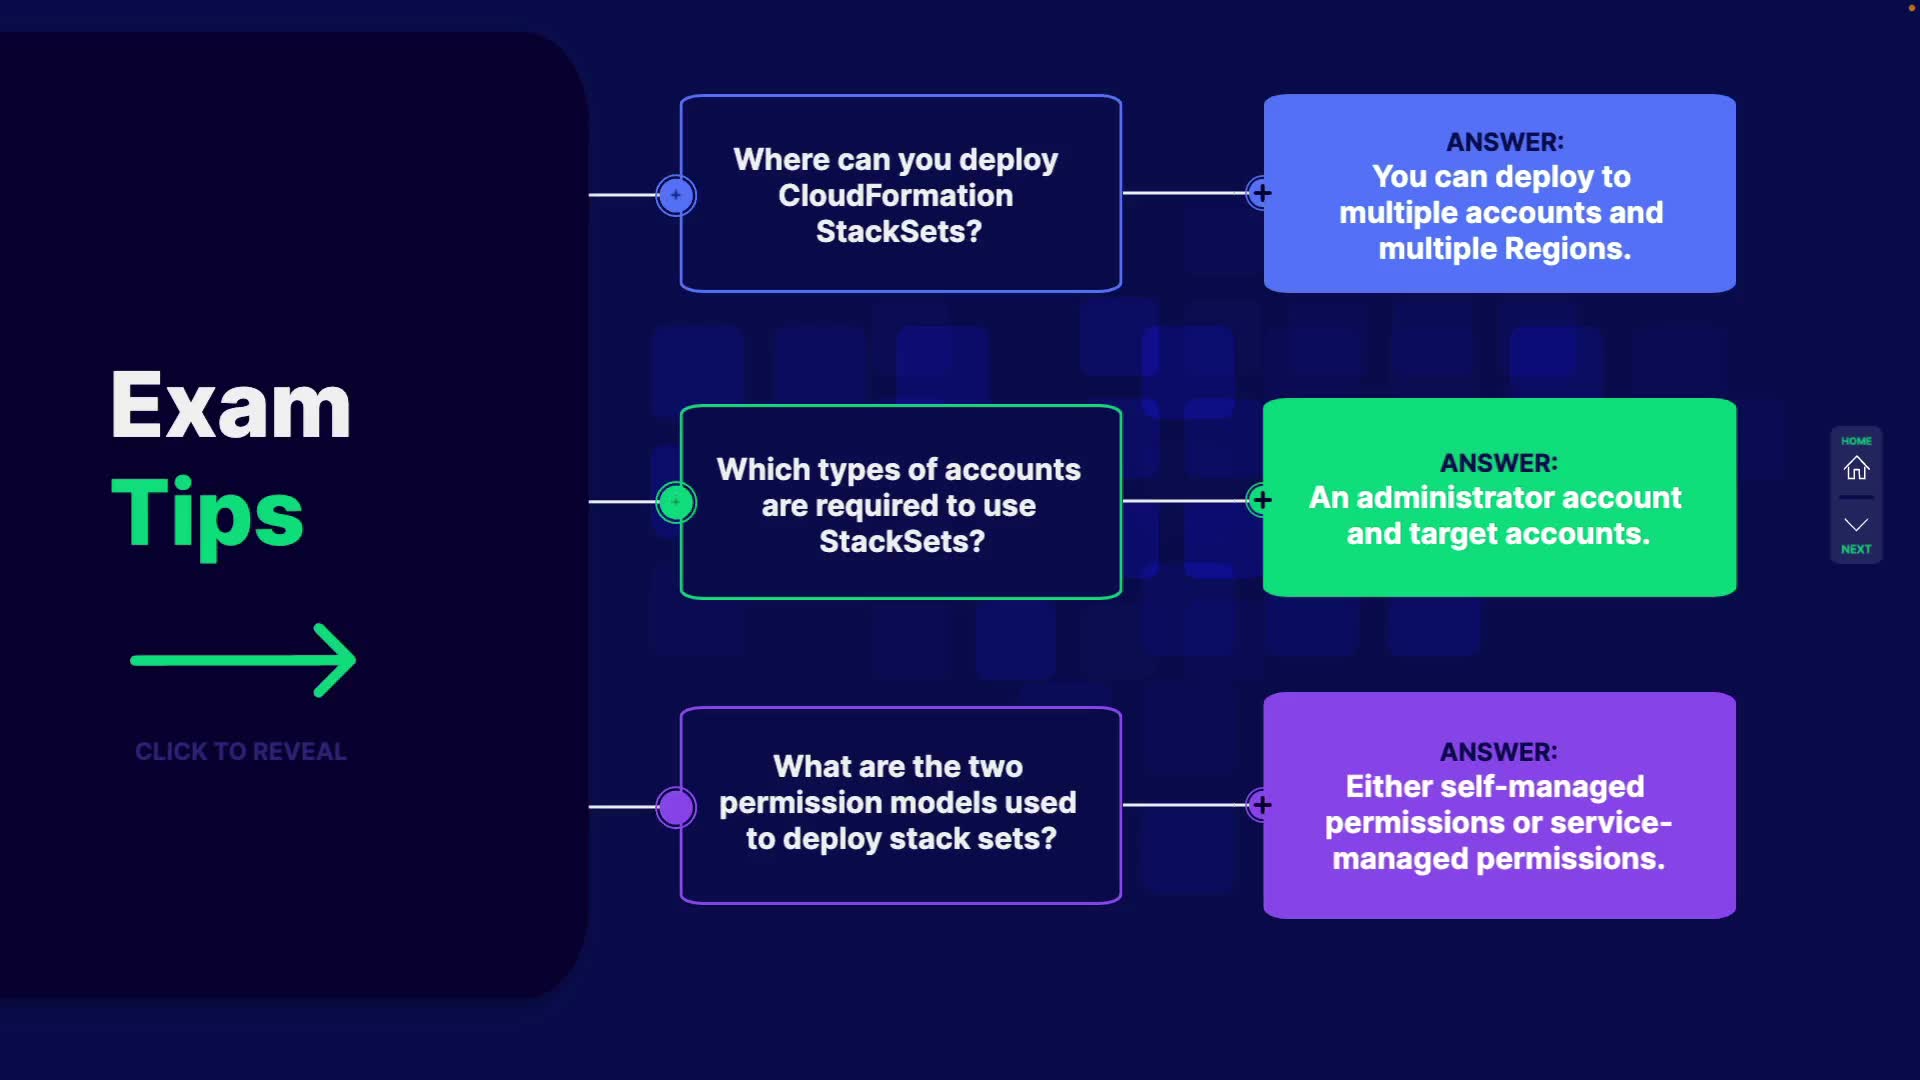 Exam
Tips
CLICK TO REVEAL
Where can you deploy
CloudFormation
StackSets?
ANSWER:
You can deploy to
multiple accounts and
multiple Regions.
Which types of accounts
are required to use
StackSets?
ANSWER:
An administrator account
and target accounts.
What are the two
permission models used
to deploy stack sets?
ANSWER:
Either self-managed
permissions or service-
managed permissions.
HOME
NEXT